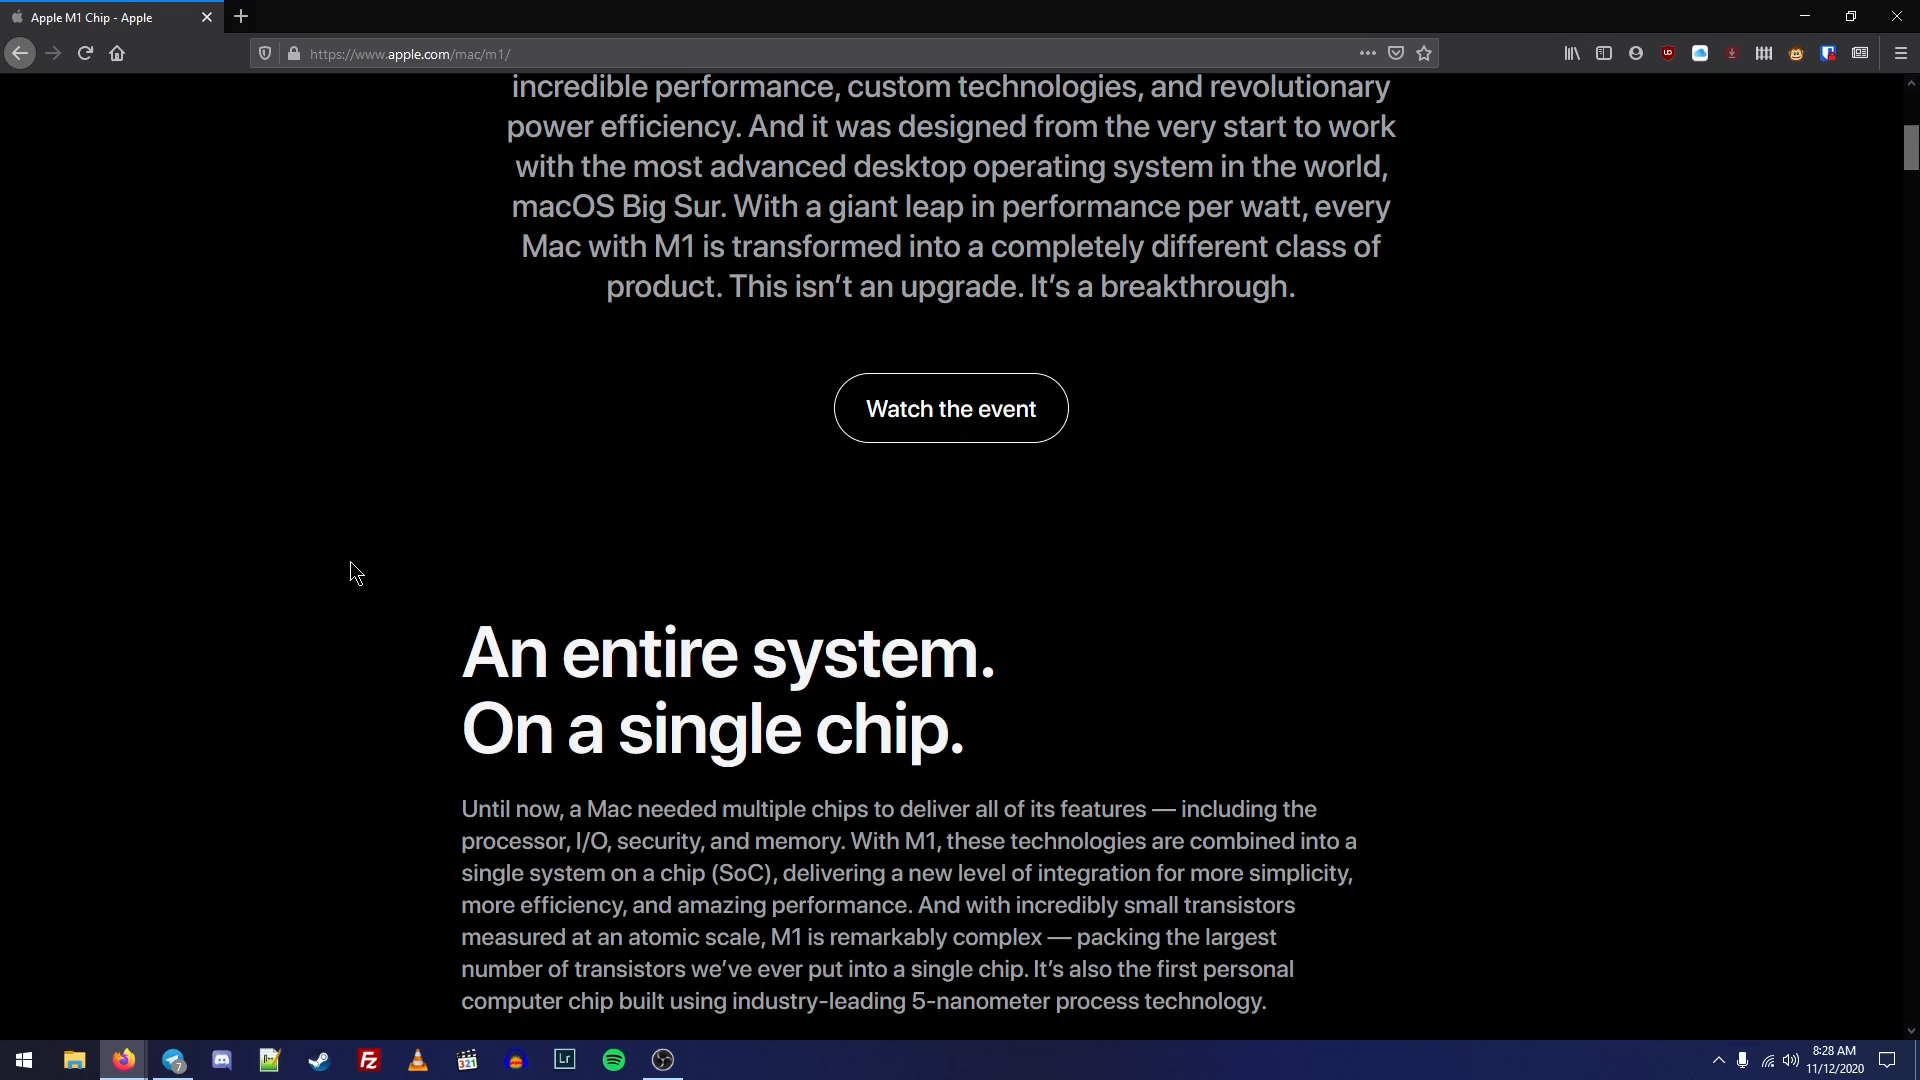 Apple M1 Chip - Apple
https://www.apple.com/mac/m1/
incredible performance, custom technologies, and revolutionary
power efficiency. And it was designed from the very start to work
with the most advanced desktop operating system in the world,
macOS Big Sur. With a giant leap in performance per watt, every
Mac with M1 is transformed into a completely different class of
product. This isn’t an upgrade. It’s a breakthrough.
Watch the event
An entire system.
On a single chip.
Until now, a Mac needed multiple chips to deliver all of its features — including the
processor, I/O, security, and memory. With M1, these technologies are combined into a
single system on a chip (SoC), delivering a new level of integration for more simplicity,
more efficiency, and amazing performance. And with incredibly small transistors
measured at an atomic scale, M1 is remarkably complex — packing the largest
number of transistors we’ve ever put into a single chip. It’s also the first personal
computer chip built using industry-leading 5-nanometer process technology.
7
Fz
321
Lr
8:28 AM
11/12/2020